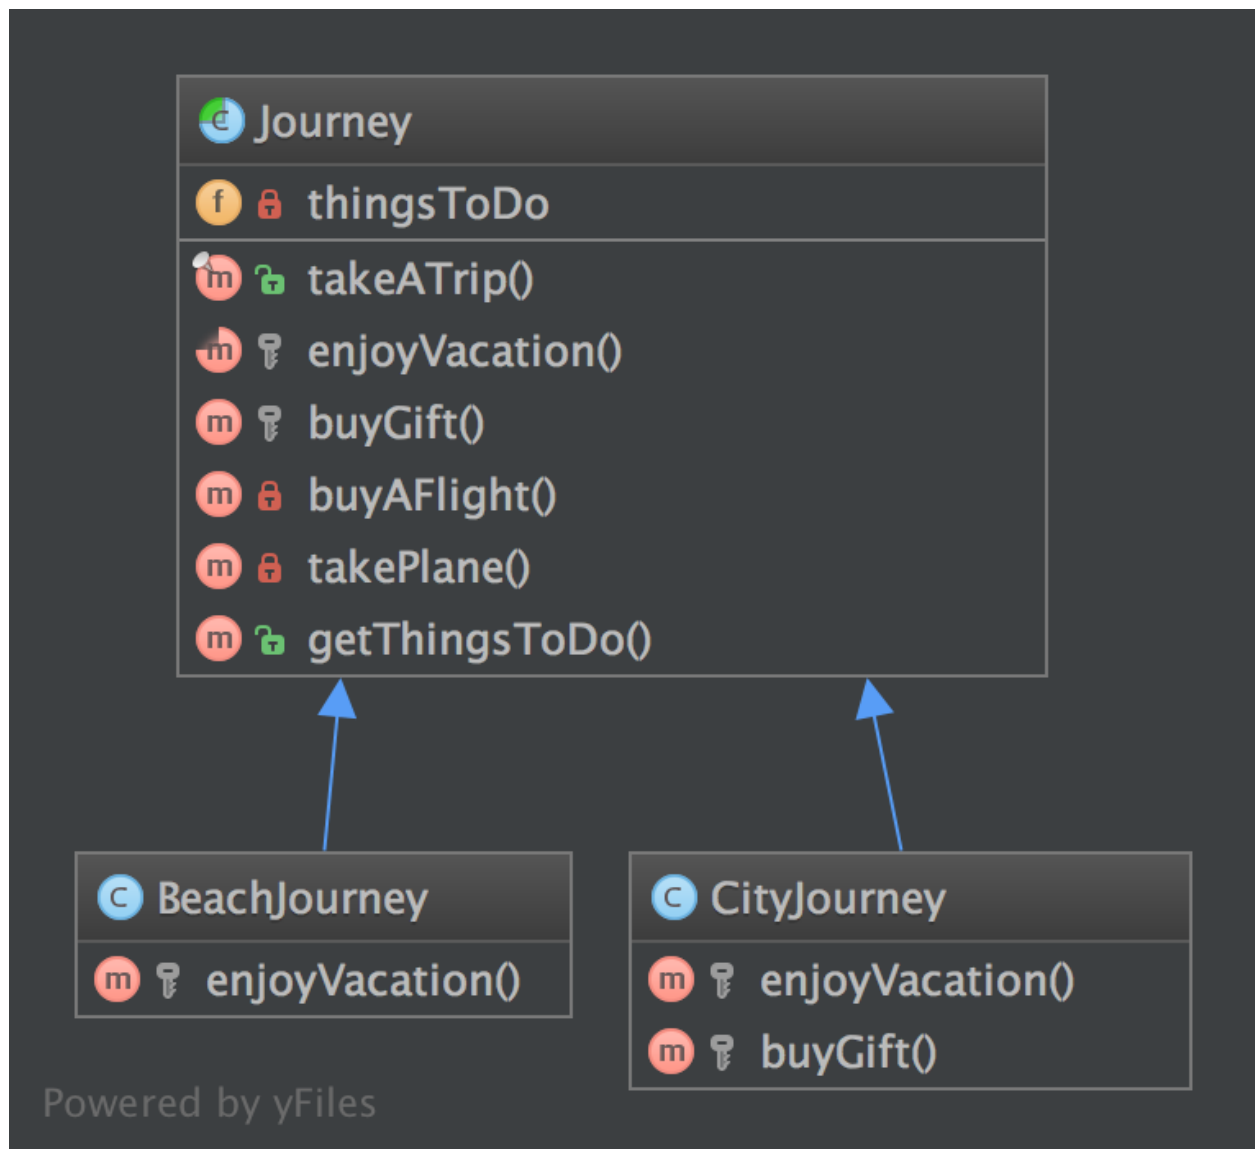 Journey
thingsToDo
takeATrip()
enjoyVacation()
buyGift()
buyAFlight()
takePlane()
getThingsToDo()
BeachJourney
enjoyVacation()
CityJourney
enjoyVacation()
buyGift()
Powered by yFiles